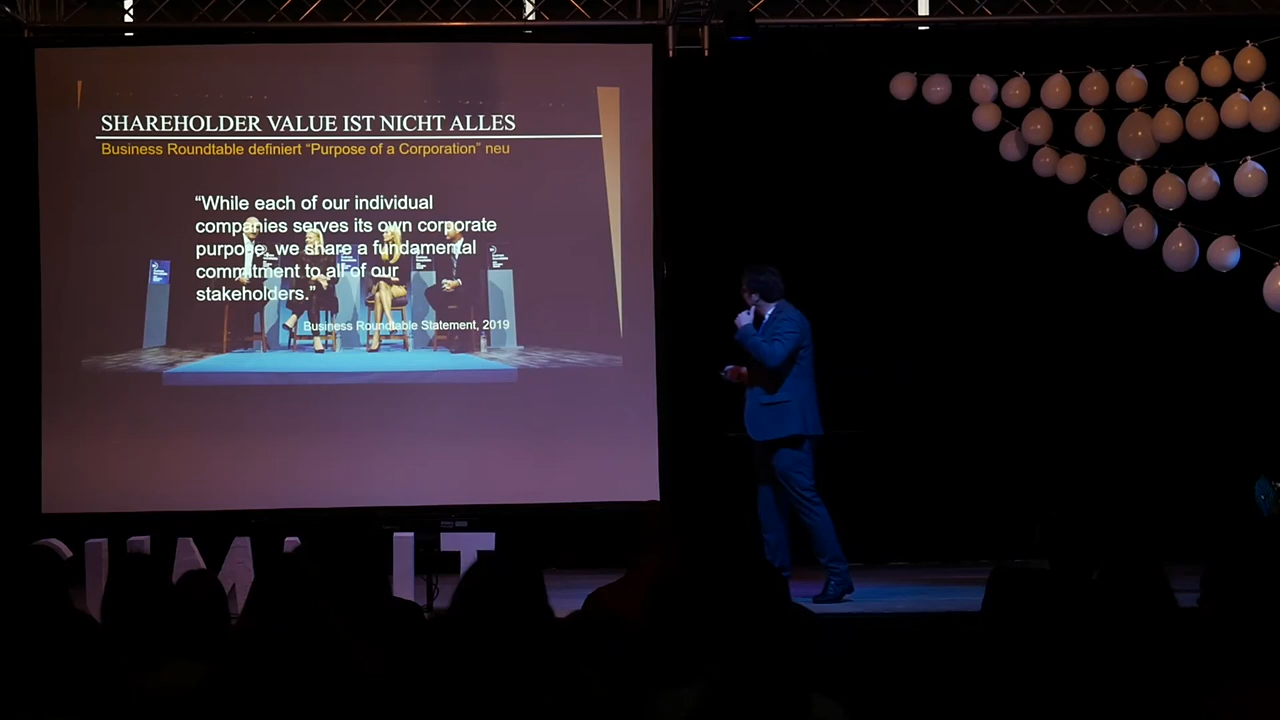 SHAREHOLDER VALUE IST NICHT ALLES
Business Roundtable definiert “Purpose of a Corporation” neu
“While each of our individual
companies serves its own corporate
purpose, we share a fundamental
commitment to all of our
stakeholders.”
Business Roundtable Statement, 2019
SUMMIT